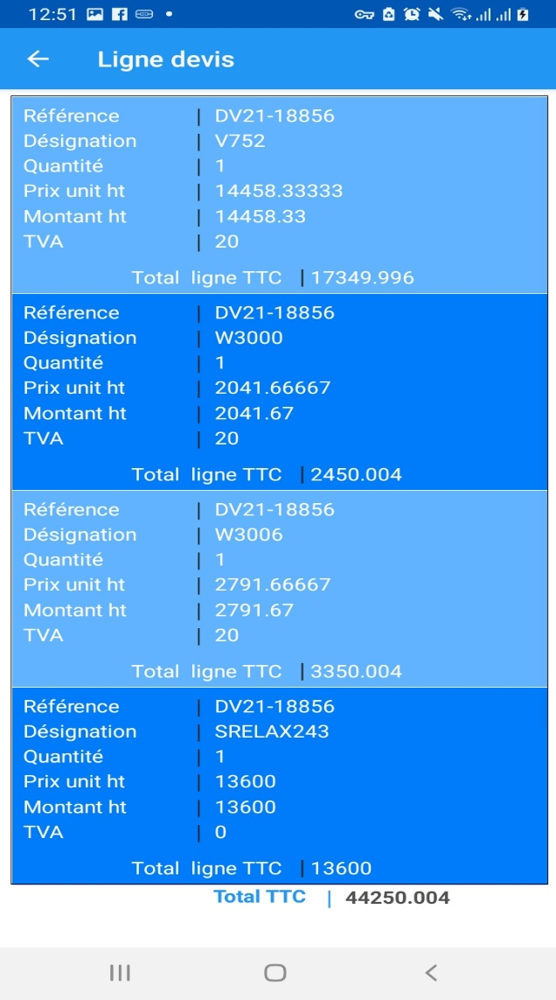 12:51
Ligne devis
Référence | DV21-18856
Désignation | V752
Quantité | 1
Prix unit ht | 14458.33333
Montant ht | 14458.33
TVA | 20
Total ligne TTC | 17349.996
Référence | DV21-18856
Désignation | W3000
Quantité | 1
Prix unit ht | 2041.66667
Montant ht | 2041.67
TVA | 20
Total ligne TTC | 2450.004
Référence | DV21-18856
Désignation | W3006
Quantité | 1
Prix unit ht | 2791.66667
Montant ht | 2791.67
TVA | 20
Total ligne TTC | 3350.004
Référence | DV21-18856
Désignation | SRELAX243
Quantité | 1
Prix unit ht | 13600
Montant ht | 13600
TVA | 0
Total ligne TTC | 13600
Total TTC | 44250.004